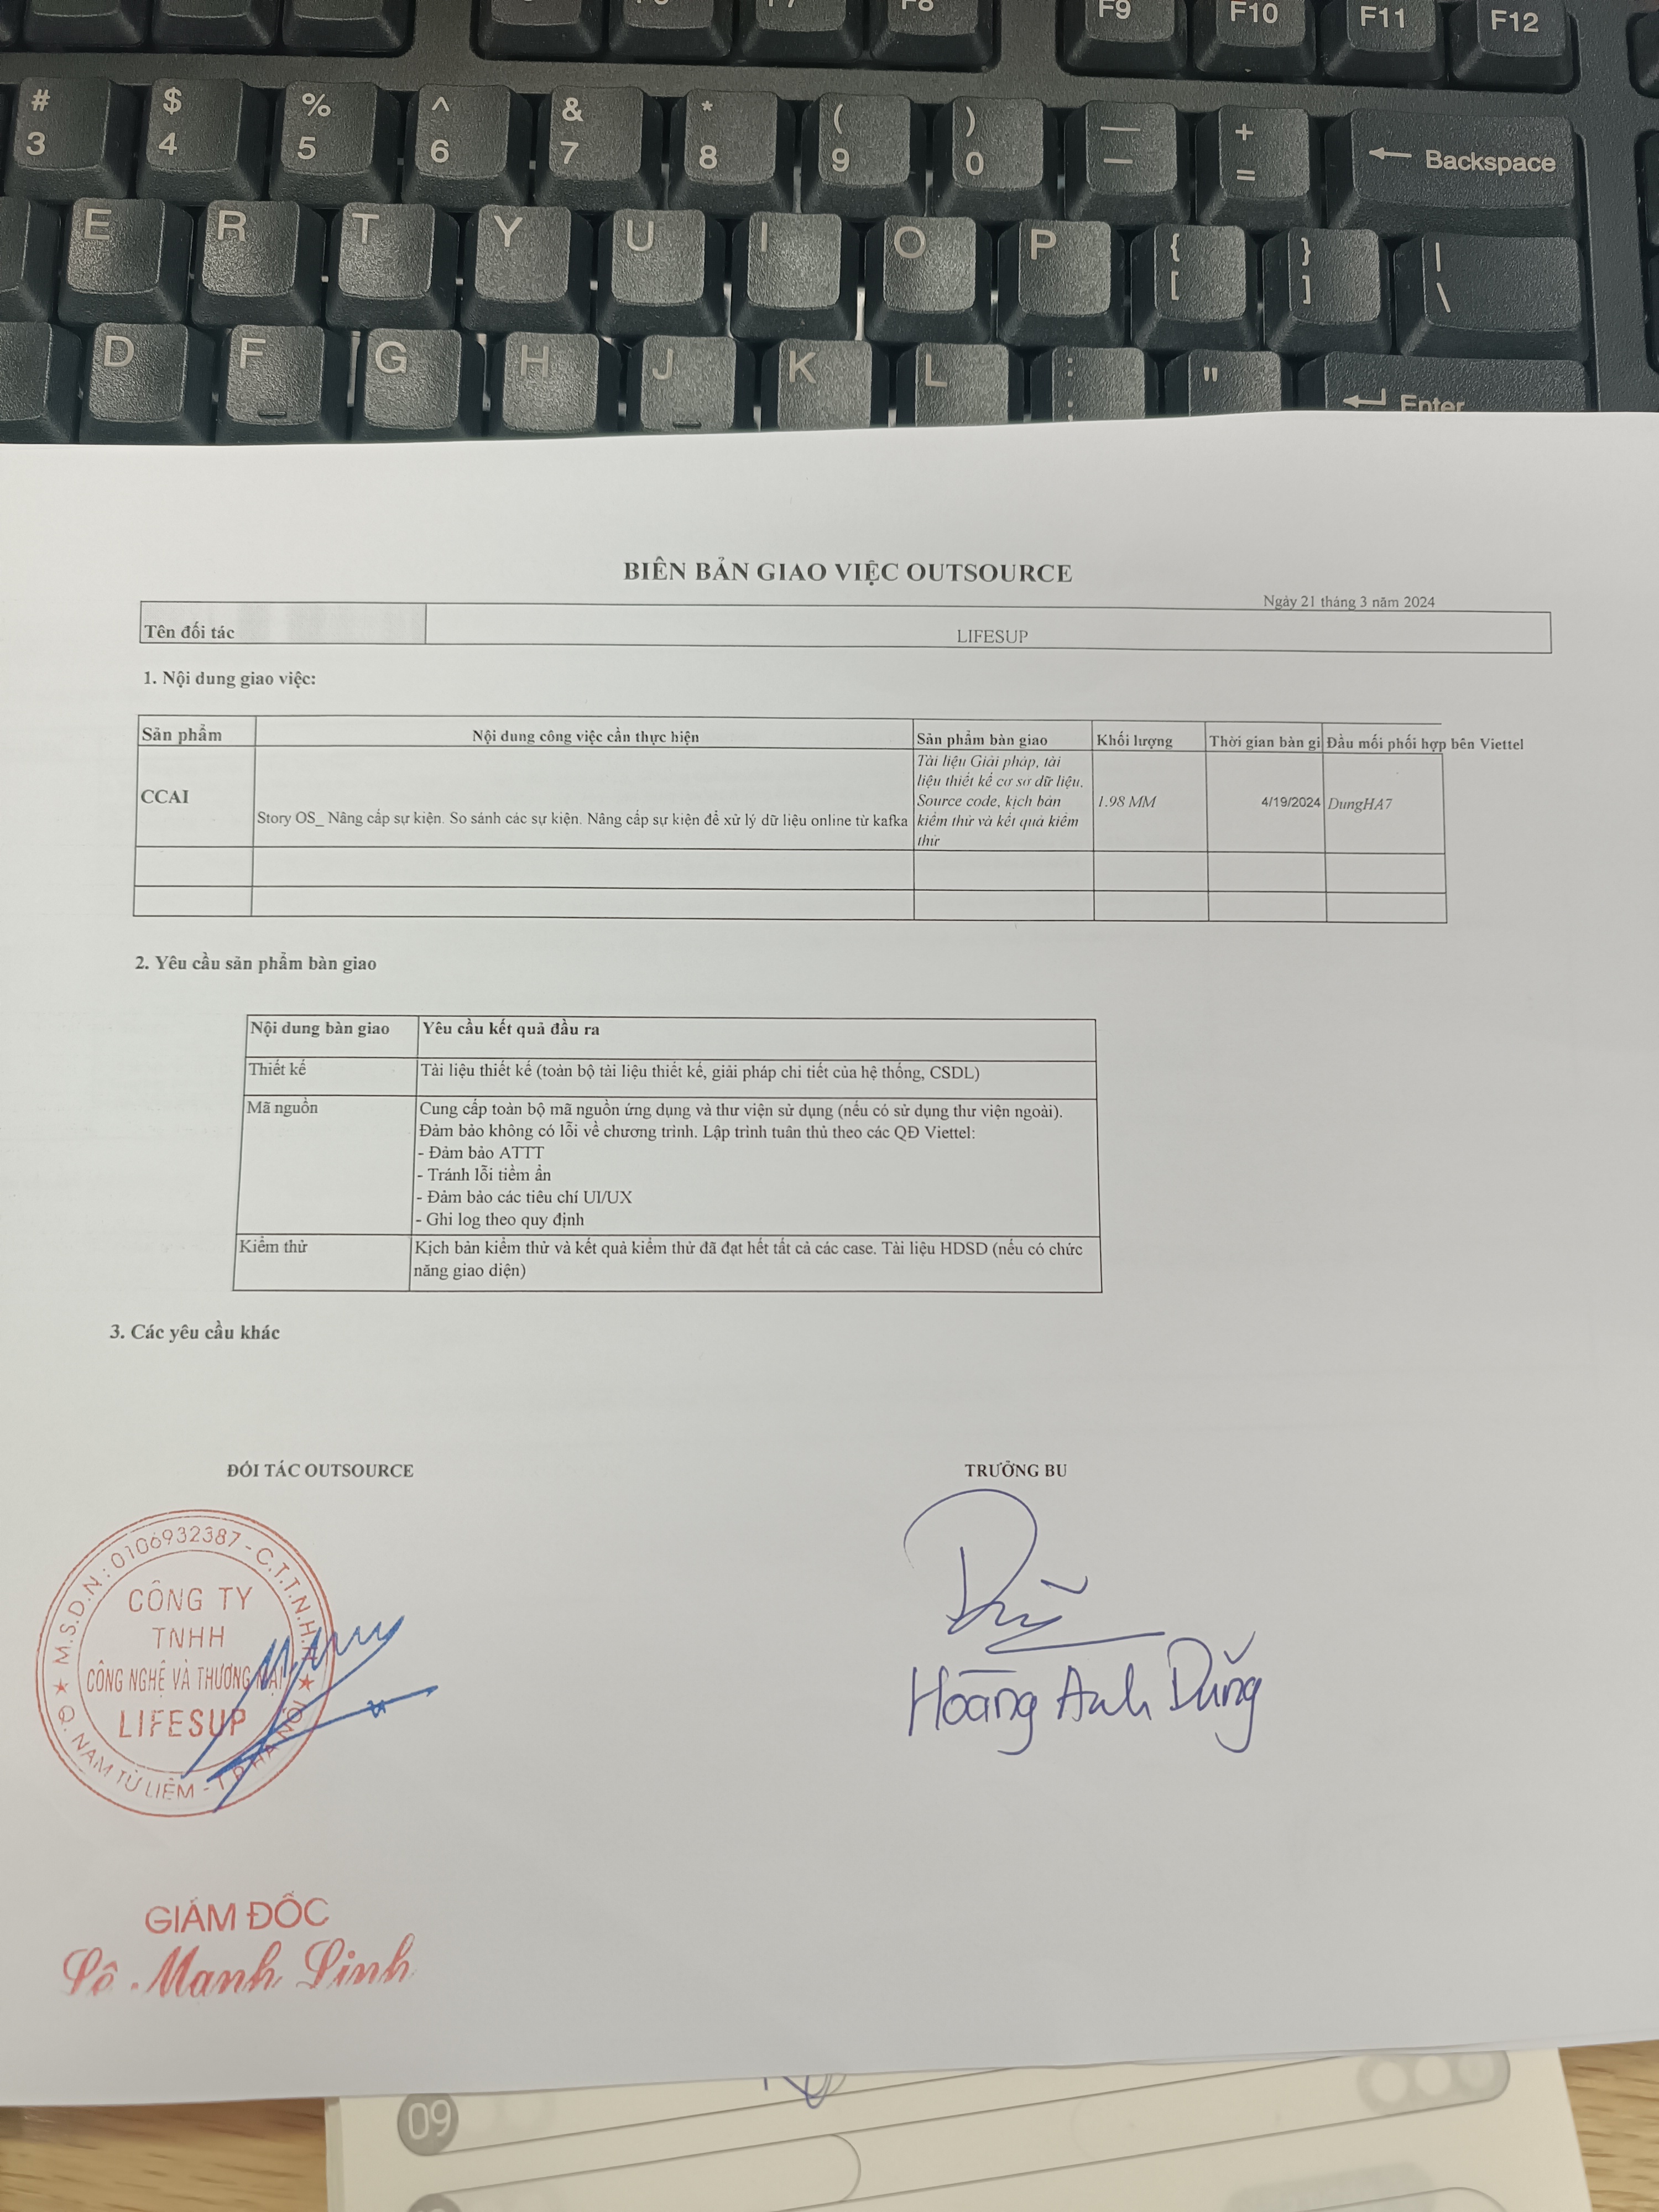 F8
F9
F10
F11
F12
# $ % ^ & * ( ) — +
3 4 5 6 7 8 9 0 — =
← Backspace
E R T Y U I O P { } |
[ ] \
D F G H J K L : "
← Enter
BIÊN BẢN GIAO VIỆC OUTSOURCE
Ngày 21 tháng 3 năm 2024
Tên đối tác LIFESUP
1. Nội dung giao việc:
Sản phẩm Nội dung công việc cần thực hiện Sản phẩm bàn giao Khối lượng Thời gian bàn gi Đầu mối phối hợp bên Viettel
CCAI
Story OS_ Nâng cấp sự kiện. So sánh các sự kiện. Nâng cấp sự kiện để xử lý dữ liệu online từ kafka
Tài liệu Giải pháp, tài
liệu thiết kế cơ sơ dữ liệu.
Source code, kịch bản
kiểm thử và kết quả kiểm
thử
1.98 MM
4/19/2024
DungHA7
2. Yêu cầu sản phẩm bàn giao
Nội dung bàn giao Yêu cầu kết quả đầu ra
Thiết kế Tài liệu thiết kế (toàn bộ tài liệu thiết kế, giải pháp chi tiết của hệ thống, CSDL)
Mã nguồn Cung cấp toàn bộ mã nguồn ứng dụng và thư viện sử dụng (nếu có sử dụng thư viện ngoài).
Đảm bảo không có lỗi về chương trình. Lập trình tuân thủ theo các QĐ Viettel:
- Đảm bảo ATTT
- Tránh lỗi tiềm ẩn
- Đảm bảo các tiêu chí UI/UX
- Ghi log theo quy định
Kiểm thử Kịch bản kiểm thử và kết quả kiểm thử đã đạt hết tất cả các case. Tài liệu HDSD (nếu có chức
năng giao diện)
3. Các yêu cầu khác
ĐỐI TÁC OUTSOURCE TRƯỞNG BU
M.S.D.N: 0106932387 - C.T.T.N.H.H
CÔNG TY
TNHH
CÔNG NGHỆ VÀ THƯƠNG MẠI
LIFESUP
Q. NAM TỪ LIÊM - T.P HÀ NỘI
Hoàng Anh Dũng
GIÁM ĐỐC
Lô Mạnh Linh
09